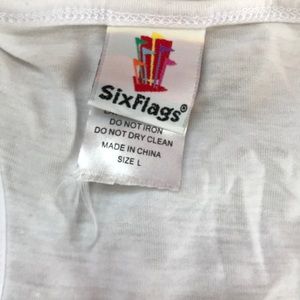 SixFlags®
DO NOT IRON
DO NOT DRY CLEAN
MADE IN CHINA
SIZE L